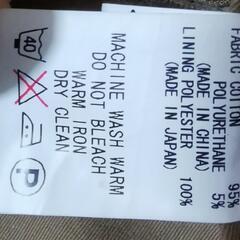 FABRIC COTTON 95%
POLYURETHANE 5%
(MADE IN CHINA)
LINING POLYESTER 100%
(MADE IN JAPAN)
MACHINE WASH WARM
DO NOT BLEACH
WARM IRON
DRY CLEAN
40
P